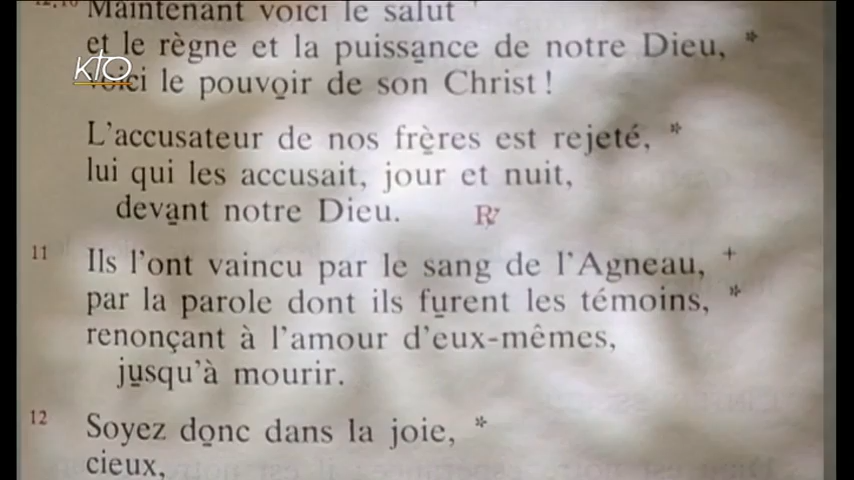 12,10 Maintenant voici le salut
et le règne et la puissance de notre Dieu, *
voici le pouvoir de son Christ !
KTO
L'accusateur de nos frères est rejeté, *
lui qui les accusait, jour et nuit,
devant notre Dieu. R/
11 Ils l'ont vaincu par le sang de l'Agneau, +
par la parole dont ils furent les témoins, *
renonçant à l'amour d'eux-mêmes,
jusqu'à mourir.
12 Soyez donc dans la joie, *
cieux,